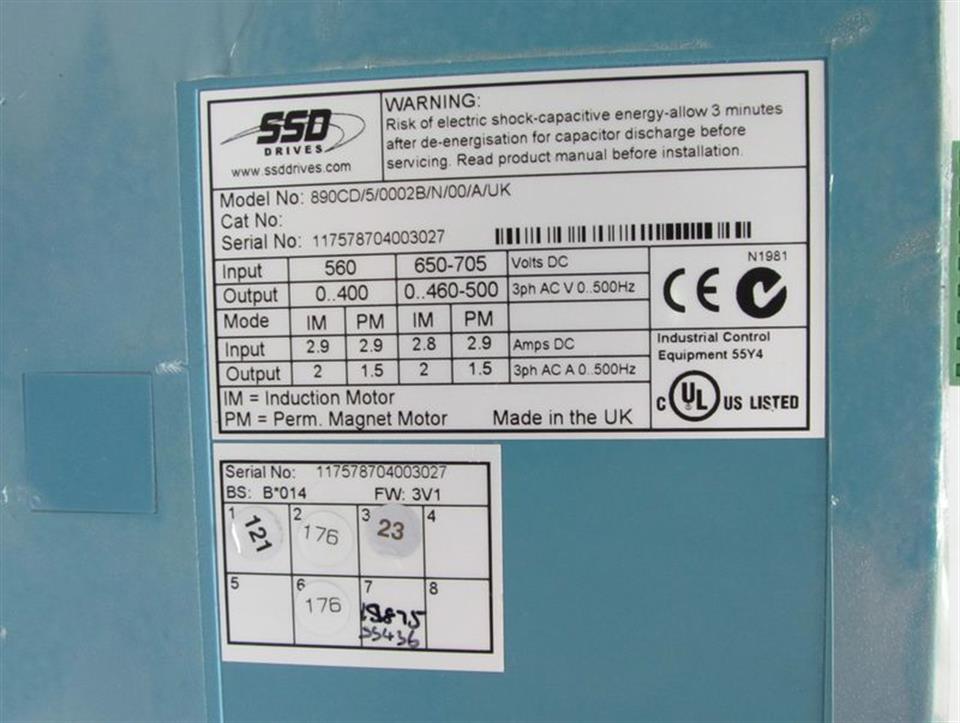 SSD
DRIVES
www.ssddrives.com
WARNING:
Risk of electric shock-capacitive energy-allow 3 minutes
after de-energisation for capacitor discharge before
servicing. Read product manual before installation.
Model No: 890CD/5/0002B/N/00/A/UK
Cat No:
Serial No: 117578704003027
Input 560 650-705 Volts DC
Output 0..400 0..460-500 3ph AC V 0..500Hz
Mode IM PM IM PM
Input 2.9 2.9 2.8 2.9 Amps DC
Output 2 1.5 2 1.5 3ph AC A 0..500Hz
IM = Induction Motor
PM = Perm. Magnet Motor Made in the UK
N1981
CE
Industrial Control
Equipment 55Y4
C UL US LISTED
Serial No: 117578704003027
BS: B*014 FW: 3V1
1 2 3 4
121 176 23
5 6 7 8
176
55436